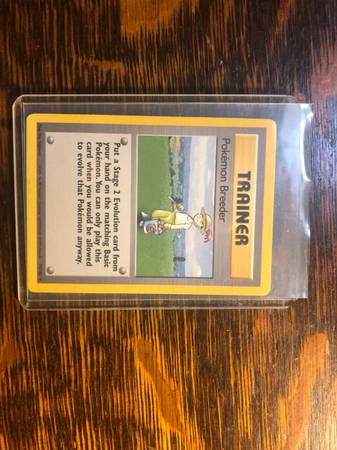 TRAINER
Pokémon Breeder
Put a Stage 2 Evolution card from
your hand on the matching Basic
Pokémon. You can only play this
card when you would be allowed
to evolve that Pokémon anyway.